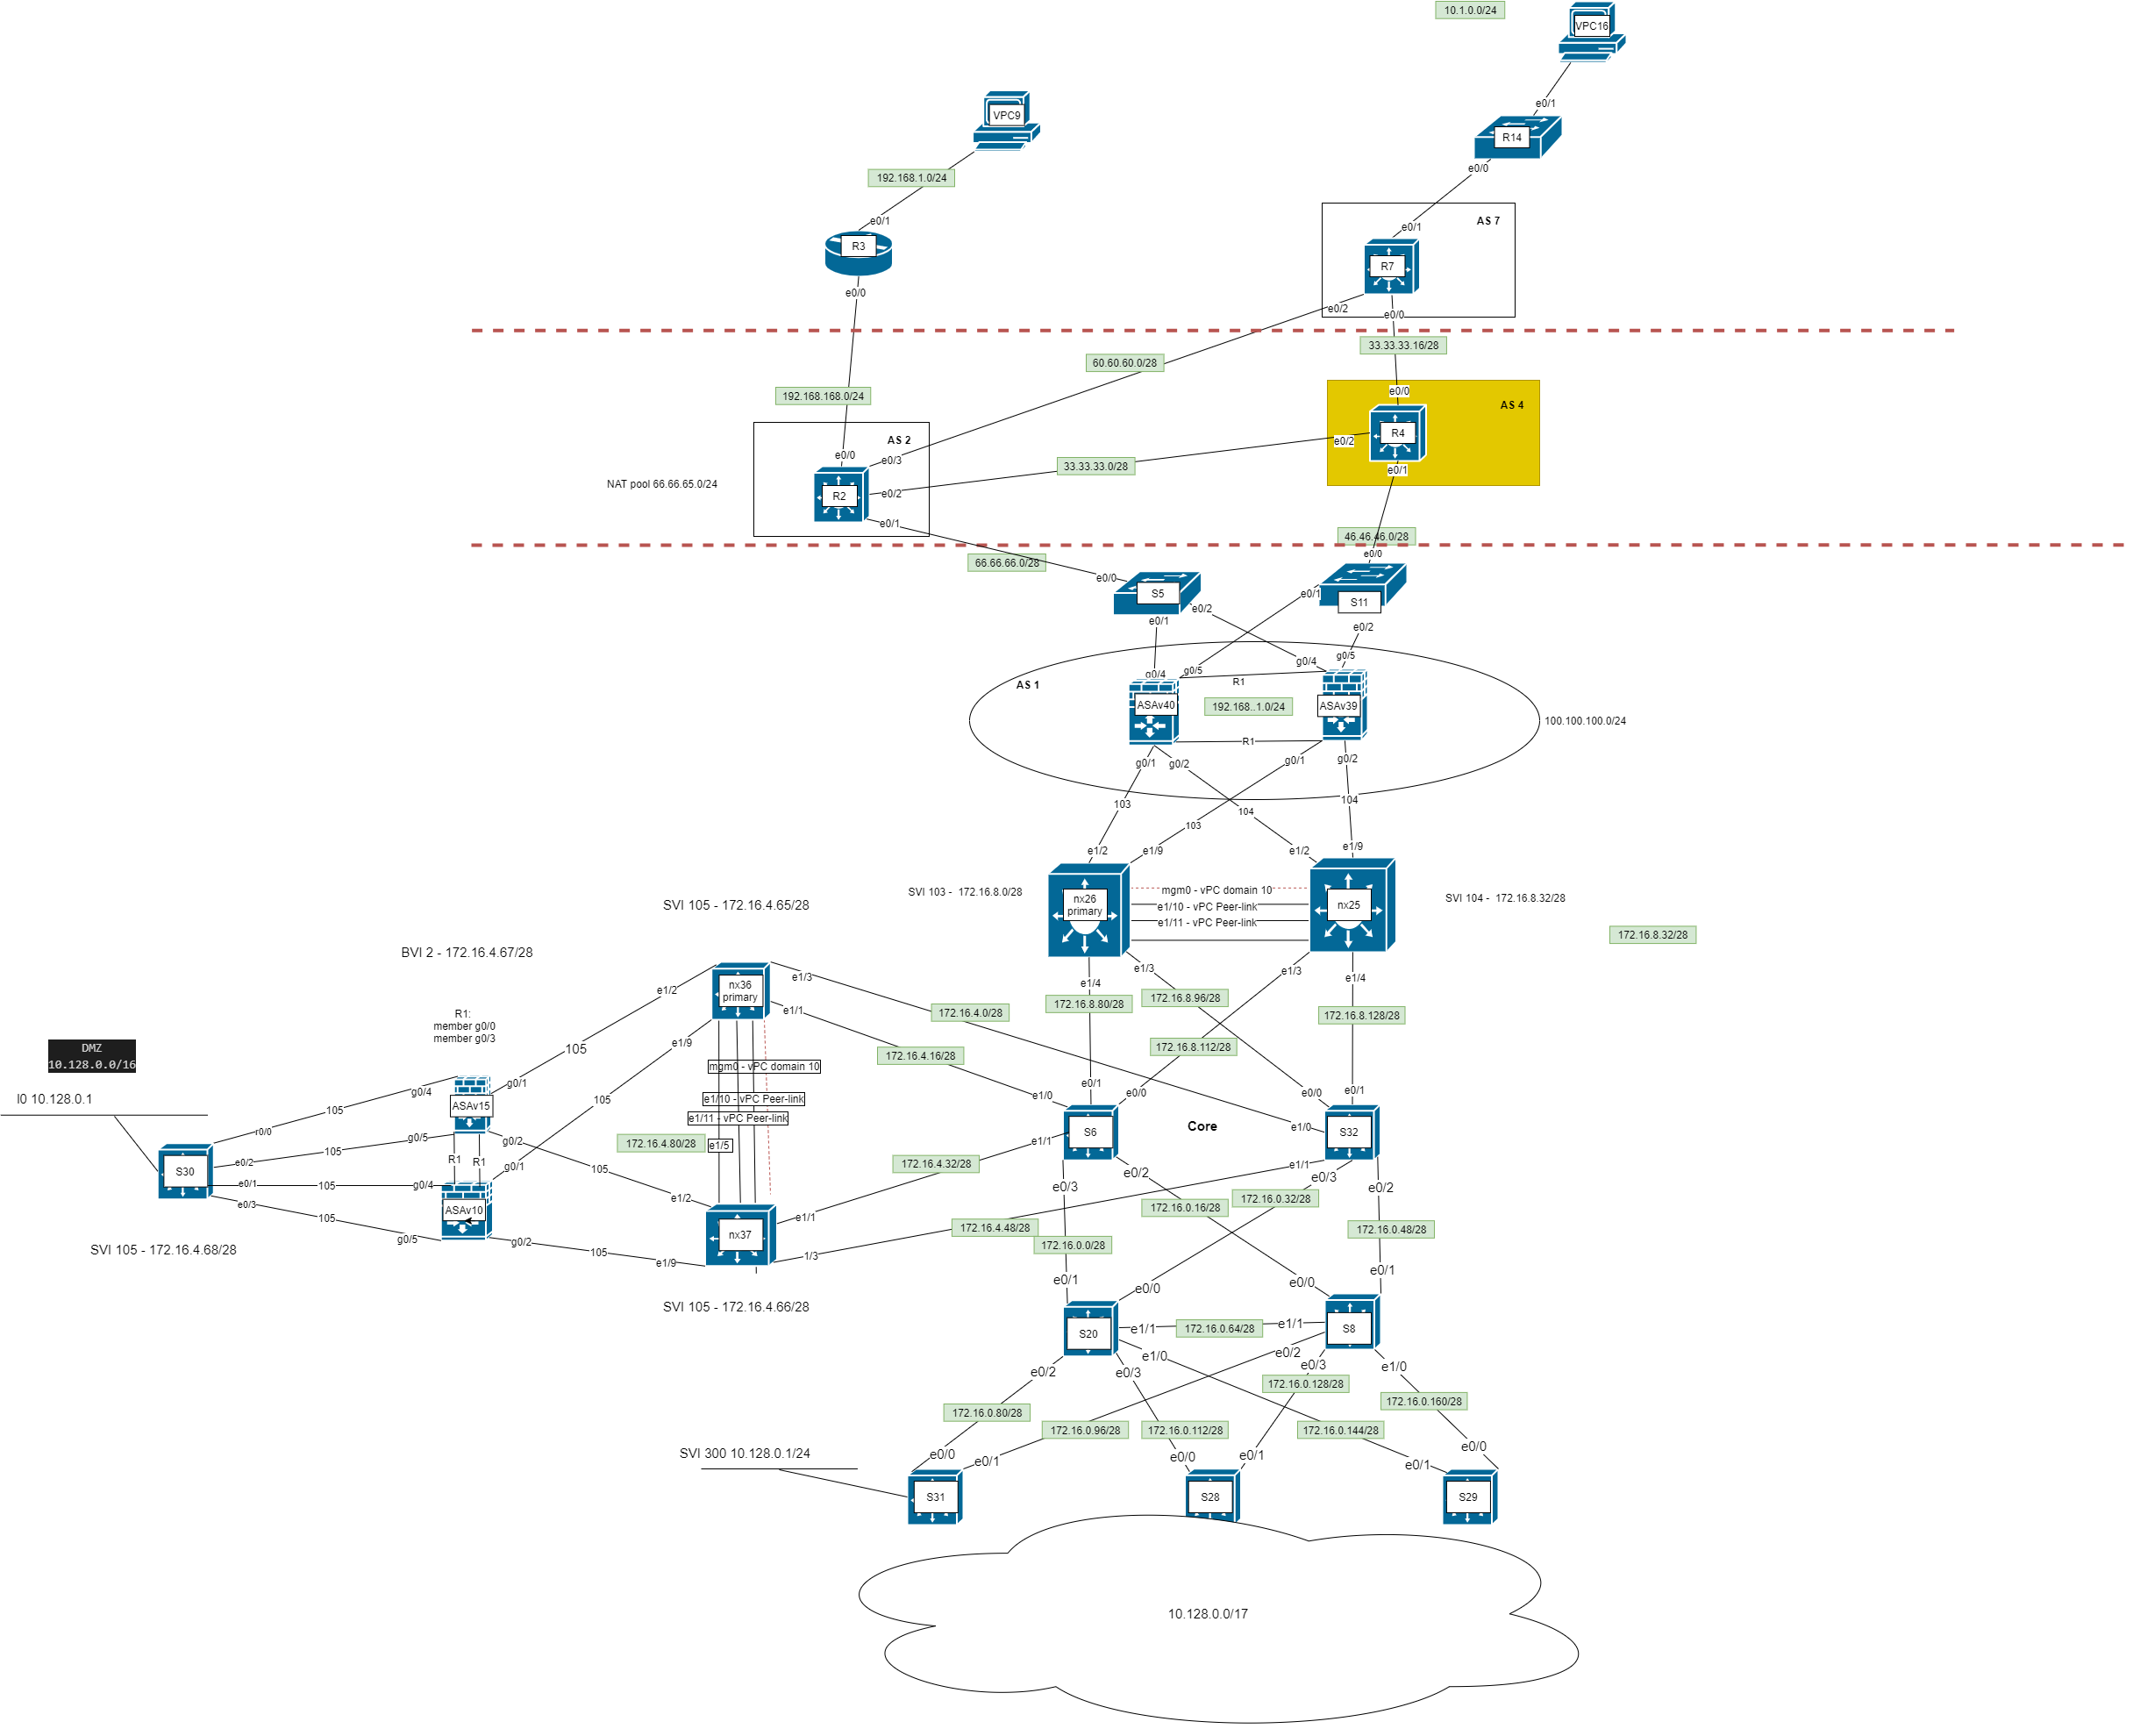 10.1.0.0/24
VPC16
e0/1
VPC9
R14
e0/0
192.168.1.0/24
e0/1
AS 7
e0/1
R3
R7
e0/0
e0/2
e0/0
33.33.33.16/28
60.60.60.0/28
192.168.168.0/24
e0/0
AS 4
R4
AS 2
e0/2
e0/0
e0/3
33.33.33.0/28
e0/1
NAT pool 66.66.65.0/24
R2
e0/2
e0/1
46.46.46.0/28
e0/0
66.66.66.0/28
e0/0
S5
e0/1
S11
e0/2
e0/1
e0/2
g0/5
g0/4
g0/4
g0/5
R1
AS 1
ASAv40
192.168..1.0/24
ASAv39
100.100.100.0/24
R1
g0/1
g0/2
g0/1
g0/2
103
104
104
103
e1/2
e1/9
e1/2
e1/9
SVI 103 -  172.16.8.0/28
nx26
primary
mgm0 - vPC domain 10
e1/10 - vPC Peer-link
e1/11 - vPC Peer-link
nx25
SVI 104 -  172.16.8.32/28
172.16.8.32/28
SVI 105 - 172.16.4.65/28
BVI 2 - 172.16.4.67/28
e1/3
e1/3
e1/4
e1/4
nx36
primary
e1/3
e1/2
e1/1
172.16.8.80/28
172.16.8.96/28
172.16.4.0/28
172.16.8.128/28
R1:
member g0/0
member g0/3
105
e1/9
172.16.8.112/28
172.16.4.16/28
DMZ
10.128.0.0/16
mgm0 - vPC domain 10
g0/4
g0/1
e0/1
e0/0
e0/0
e0/1
l0 10.128.0.1
105
ASAv15
105
e1/10 - vPC Peer-link
e1/11 - vPC Peer-link
e1/0
r0/0
g0/5
g0/2
172.16.4.80/28
e1/5
e1/1
S6
Core
e1/0
S32
105
e0/2
S30
R1
R1
g0/1
105
172.16.4.32/28
e1/1
e0/1
105
g0/4
e0/3
e0/2
e0/3
e0/2
e0/3
105
ASAv10
e1/2
e1/1
172.16.0.16/28
172.16.0.32/28
g0/5
g0/2
nx37
172.16.4.48/28
172.16.0.48/28
SVI 105 - 172.16.4.68/28
105
e1/9
1/3
172.16.0.0/28
e0/1
e0/0
e0/0
e0/1
SVI 105 - 172.16.4.66/28
S20
e1/1
172.16.0.64/28
e1/1
S8
e0/2
e0/3
e1/0
e0/2
e0/3
e1/0
172.16.0.128/28
172.16.0.160/28
172.16.0.80/28
172.16.0.96/28
172.16.0.112/28
172.16.0.144/28
SVI 300 10.128.0.1/24
e0/0
e0/1
e0/0
e0/1
e0/1
e0/0
S31
S28
S29
10.128.0.0/17